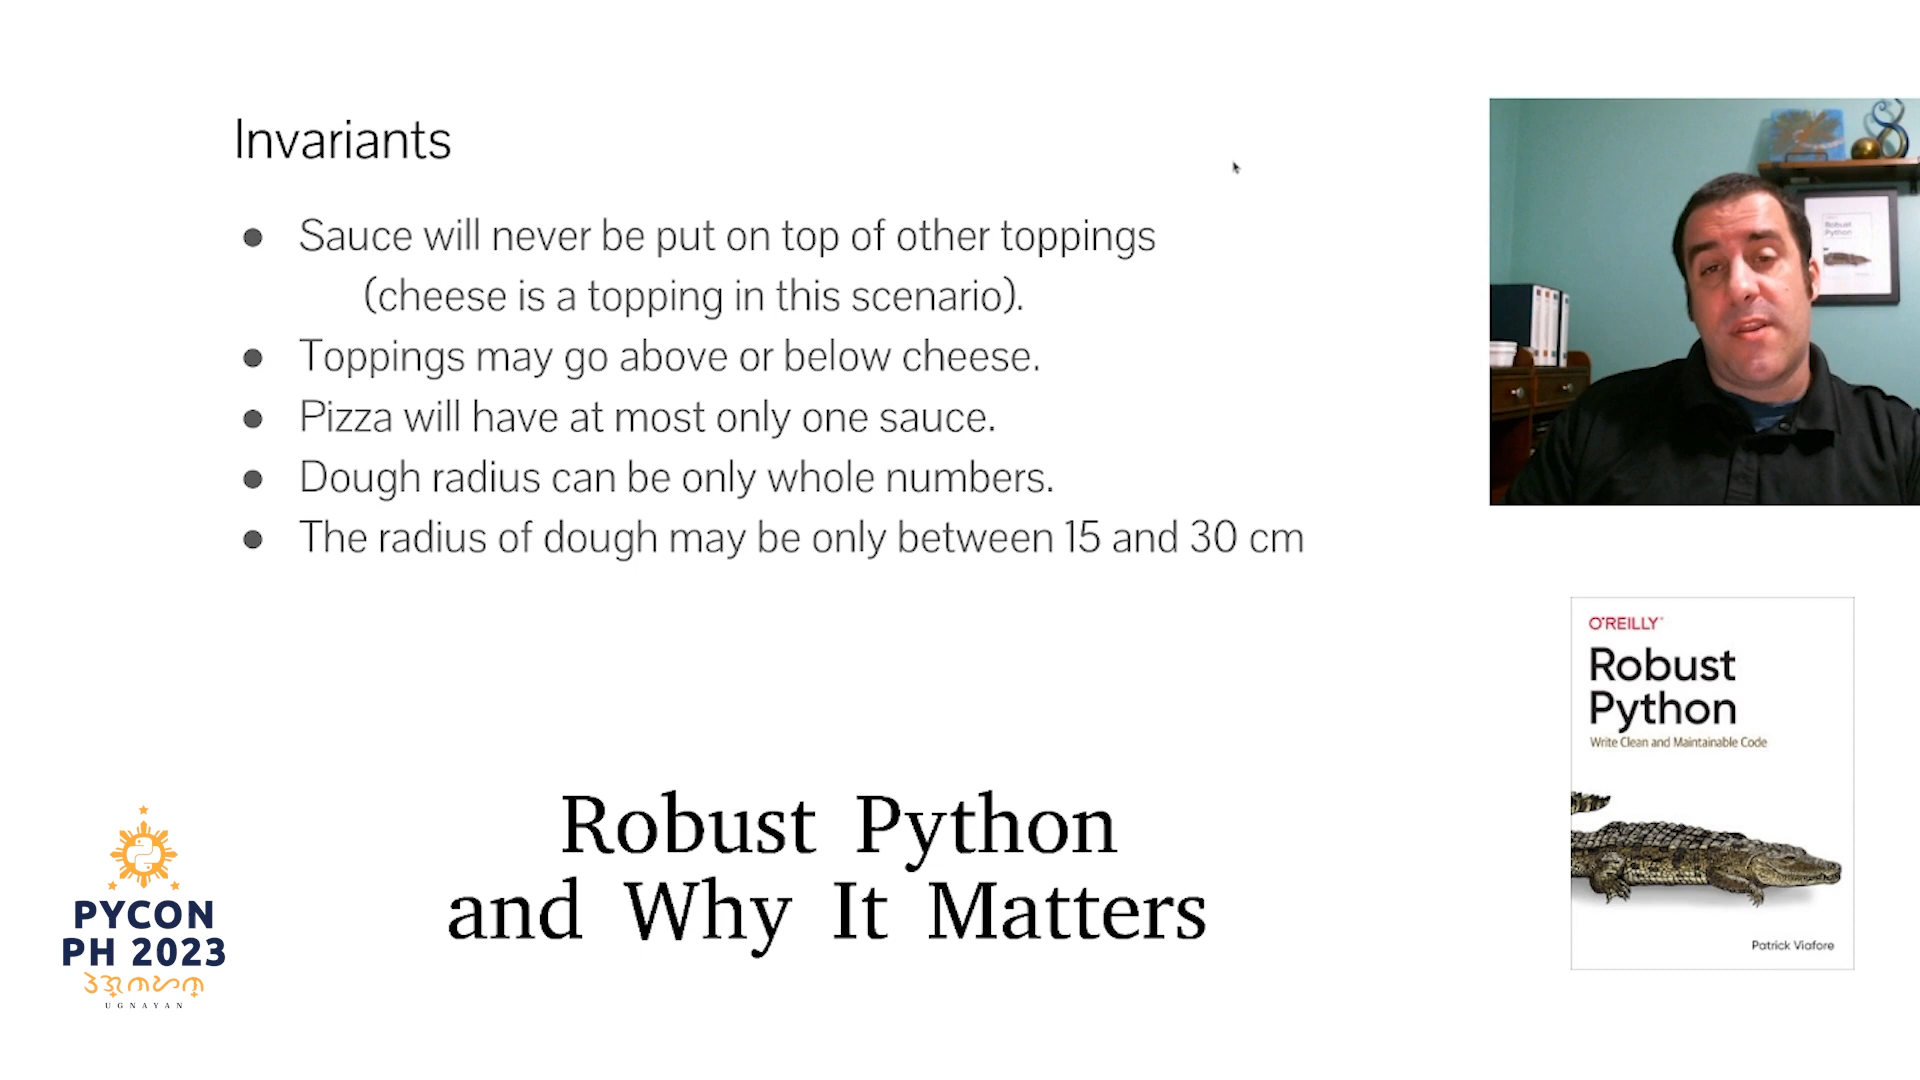 Invariants
● Sauce will never be put on top of other toppings
(cheese is a topping in this scenario).
● Toppings may go above or below cheese.
● Pizza will have at most only one sauce.
● Dough radius can be only whole numbers.
● The radius of dough may be only between 15 and 30 cm
Robust
Python
O'REILLY®
Robust
Python
Write Clean and Maintainable Code
Patrick Viafore
Robust Python
and Why It Matters
PYCON
PH 2023
UGNAYAN